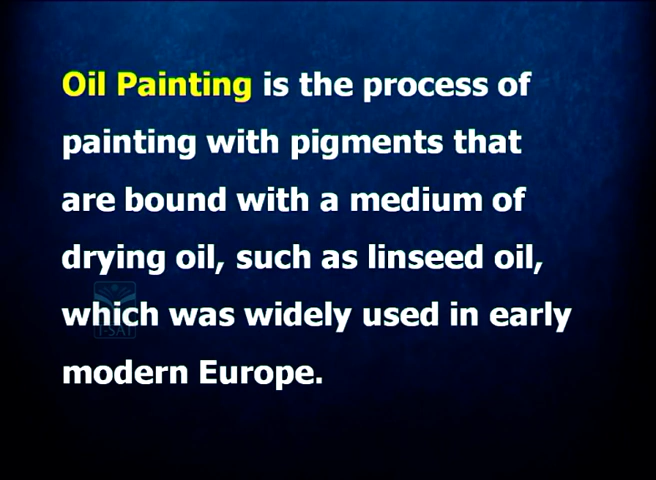 Oil Painting is the process of
painting with pigments that
are bound with a medium of
drying oil, such as linseed oil,
which was widely used in early
modern Europe.
T-SAT